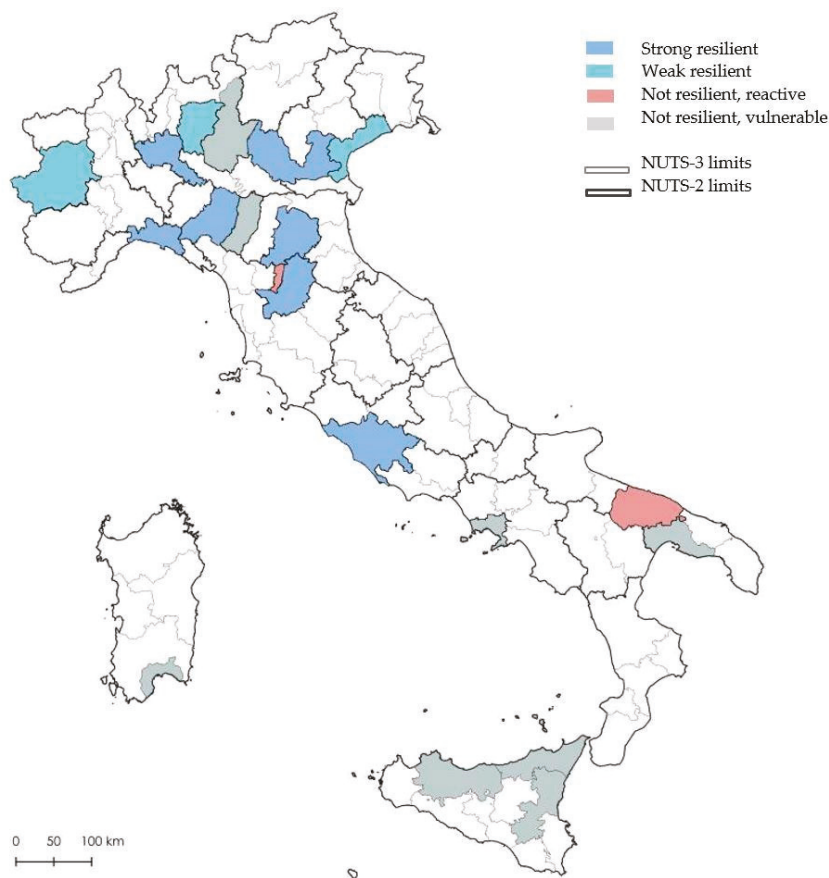 Strong resilient
Weak resilient
Not resilient, reactive
Not resilient, vulnerable
NUTS-3 limits
NUTS-2 limits
0 50 100 km